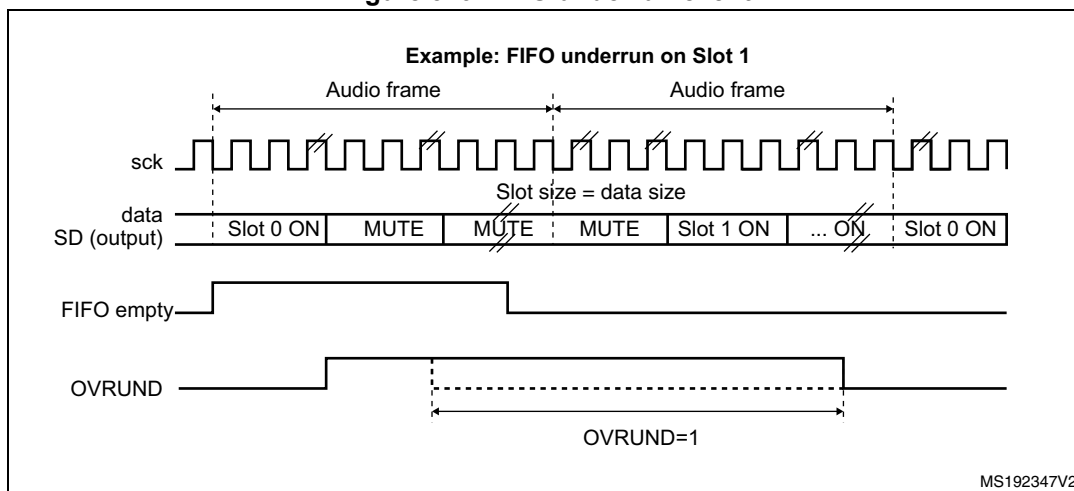 Example: FIFO underrun on Slot 1
Audio frame Audio frame
sck
Slot size = data size
data
SD (output) Slot 0 ON MUTE MUTE MUTE Slot 1 ON ... ON Slot 0 ON
FIFO empty
OVRUND
OVRUND=1
MS192347V2